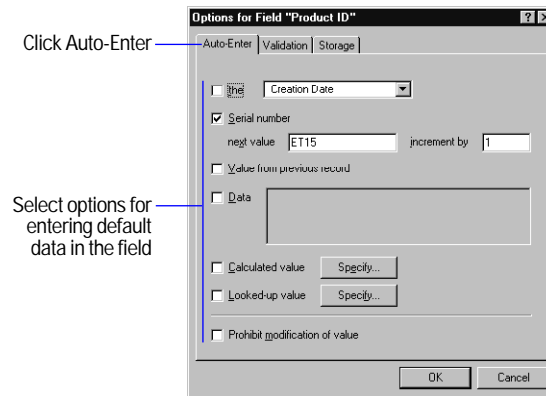 Options for Field "Product ID"
Click Auto-Enter
Auto-Enter Validation Storage
the Creation Date
Serial number
next value ET15 increment by 1
Value from previous record
Data
Select options for
entering default
data in the field
Calculated value Specify...
Looked-up value Specify...
Prohibit modification of value
OK Cancel